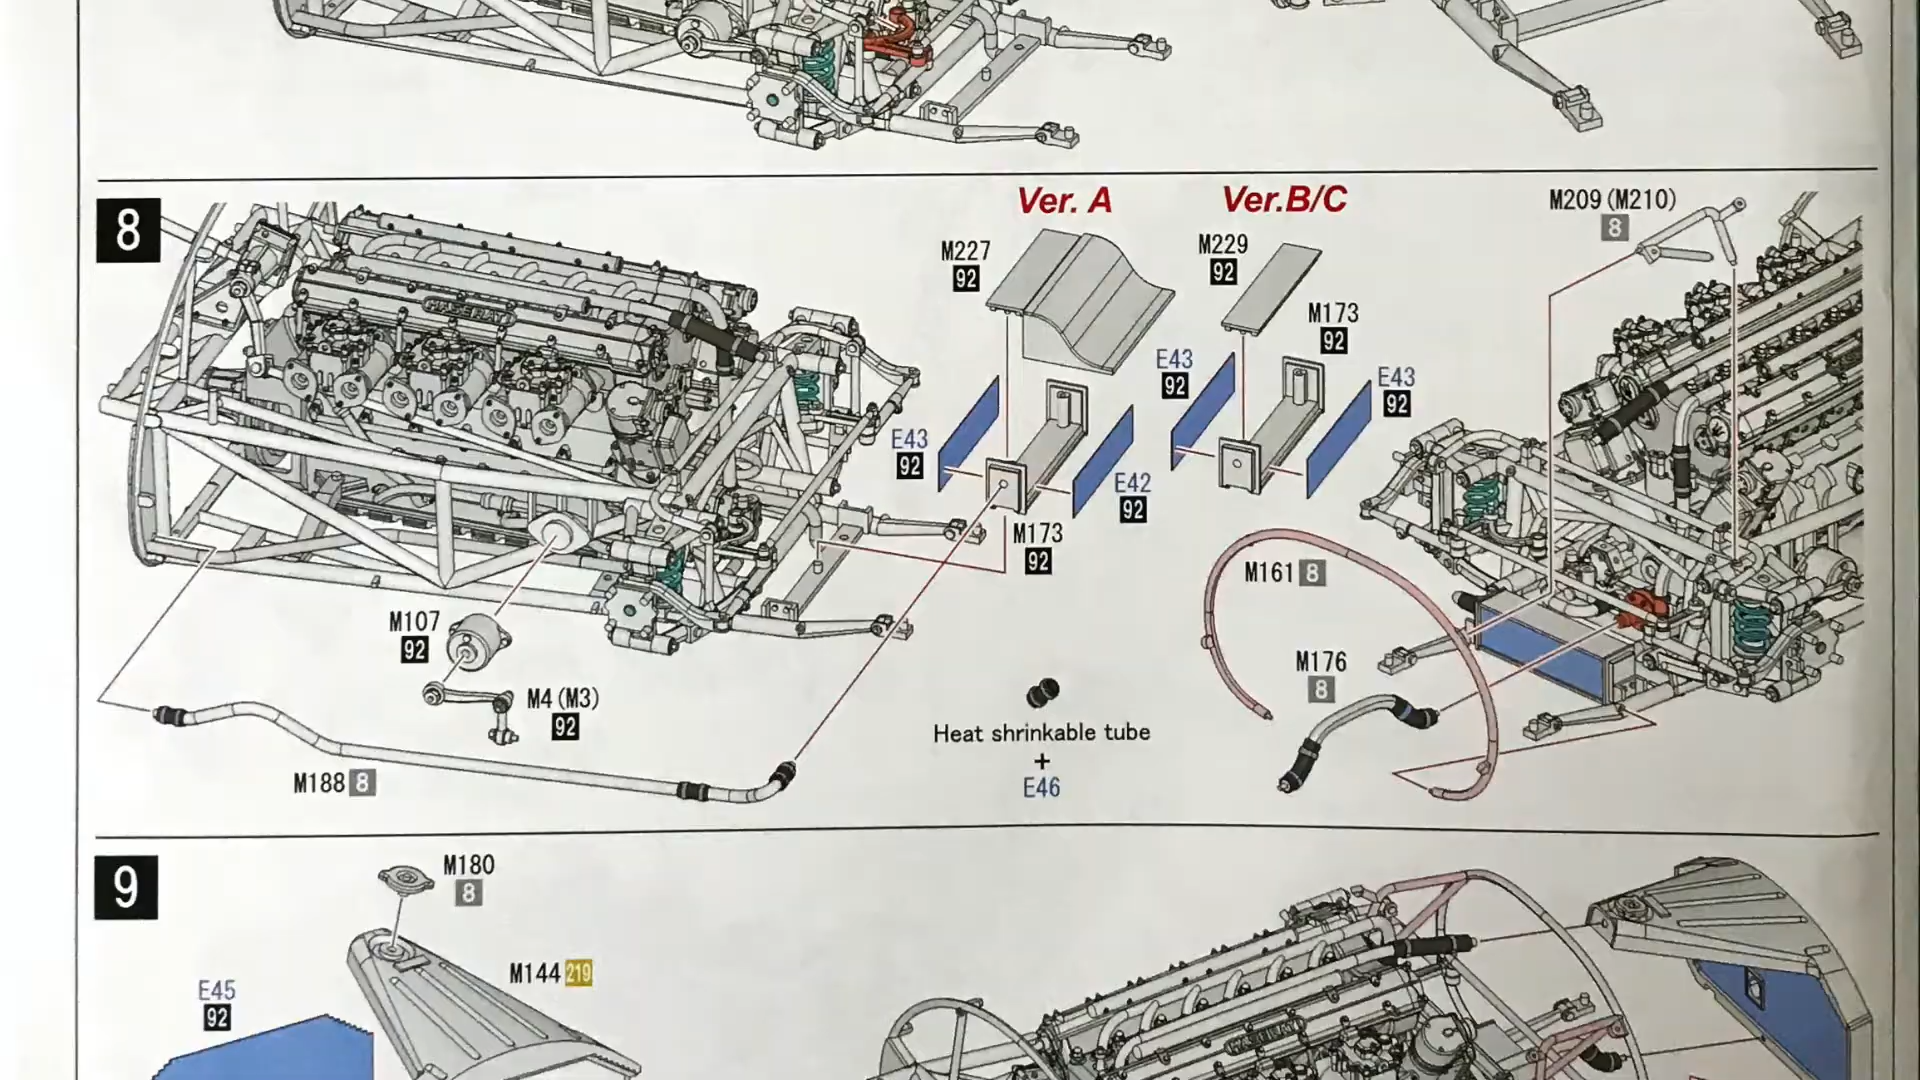 8
Ver. A
Ver.B/C
M209 (M210)
8
M227
92
M229
92
M173
92
E43
92
E43
92
E43
92
E42
92
M173
92
MASERATI
M161 8
M107
92
M176
8
M4 (M3)
92
Heat shrinkable tube
+
E46
M188 8
9
M180
8
M144 219
E45
92
MASERATI